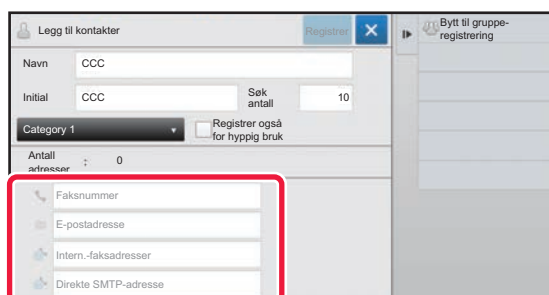 Legg til kontakter
Registrer
Bytt til gruppe-
registrering
Navn
CCC
Initial
CCC
Søk
antall
10
Category 1
Registrer også
for hyppig bruk
Antall
adresser
:
0
Faksnummer
E-postadresse
Intern.-faksadresser
Direkte SMTP-adresse